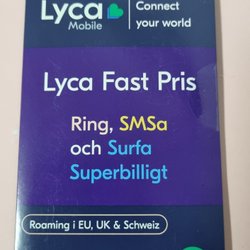 Lyca
Mobile
Connect
your world
Lyca Fast Pris
Ring, SMSa
och Surfa
Superbilligt
Roaming i EU, UK & Schweiz